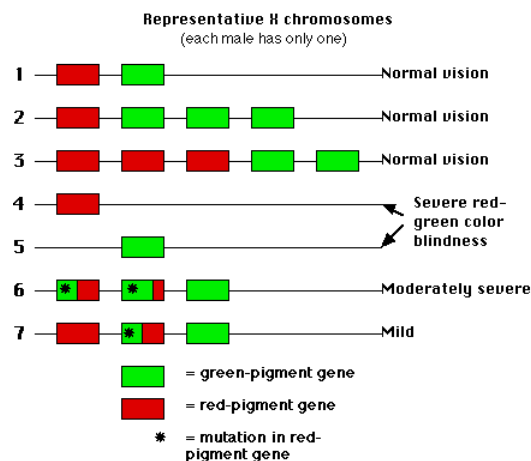 Representative X chromosomes
(each male has only one)
1 Normal vision
2 Normal vision
3 Normal vision
4
Severe red-
green color
blindness
5
6 Moderately severe
7 Mild
= green-pigment gene
= red-pigment gene
* = mutation in red-
pigment gene